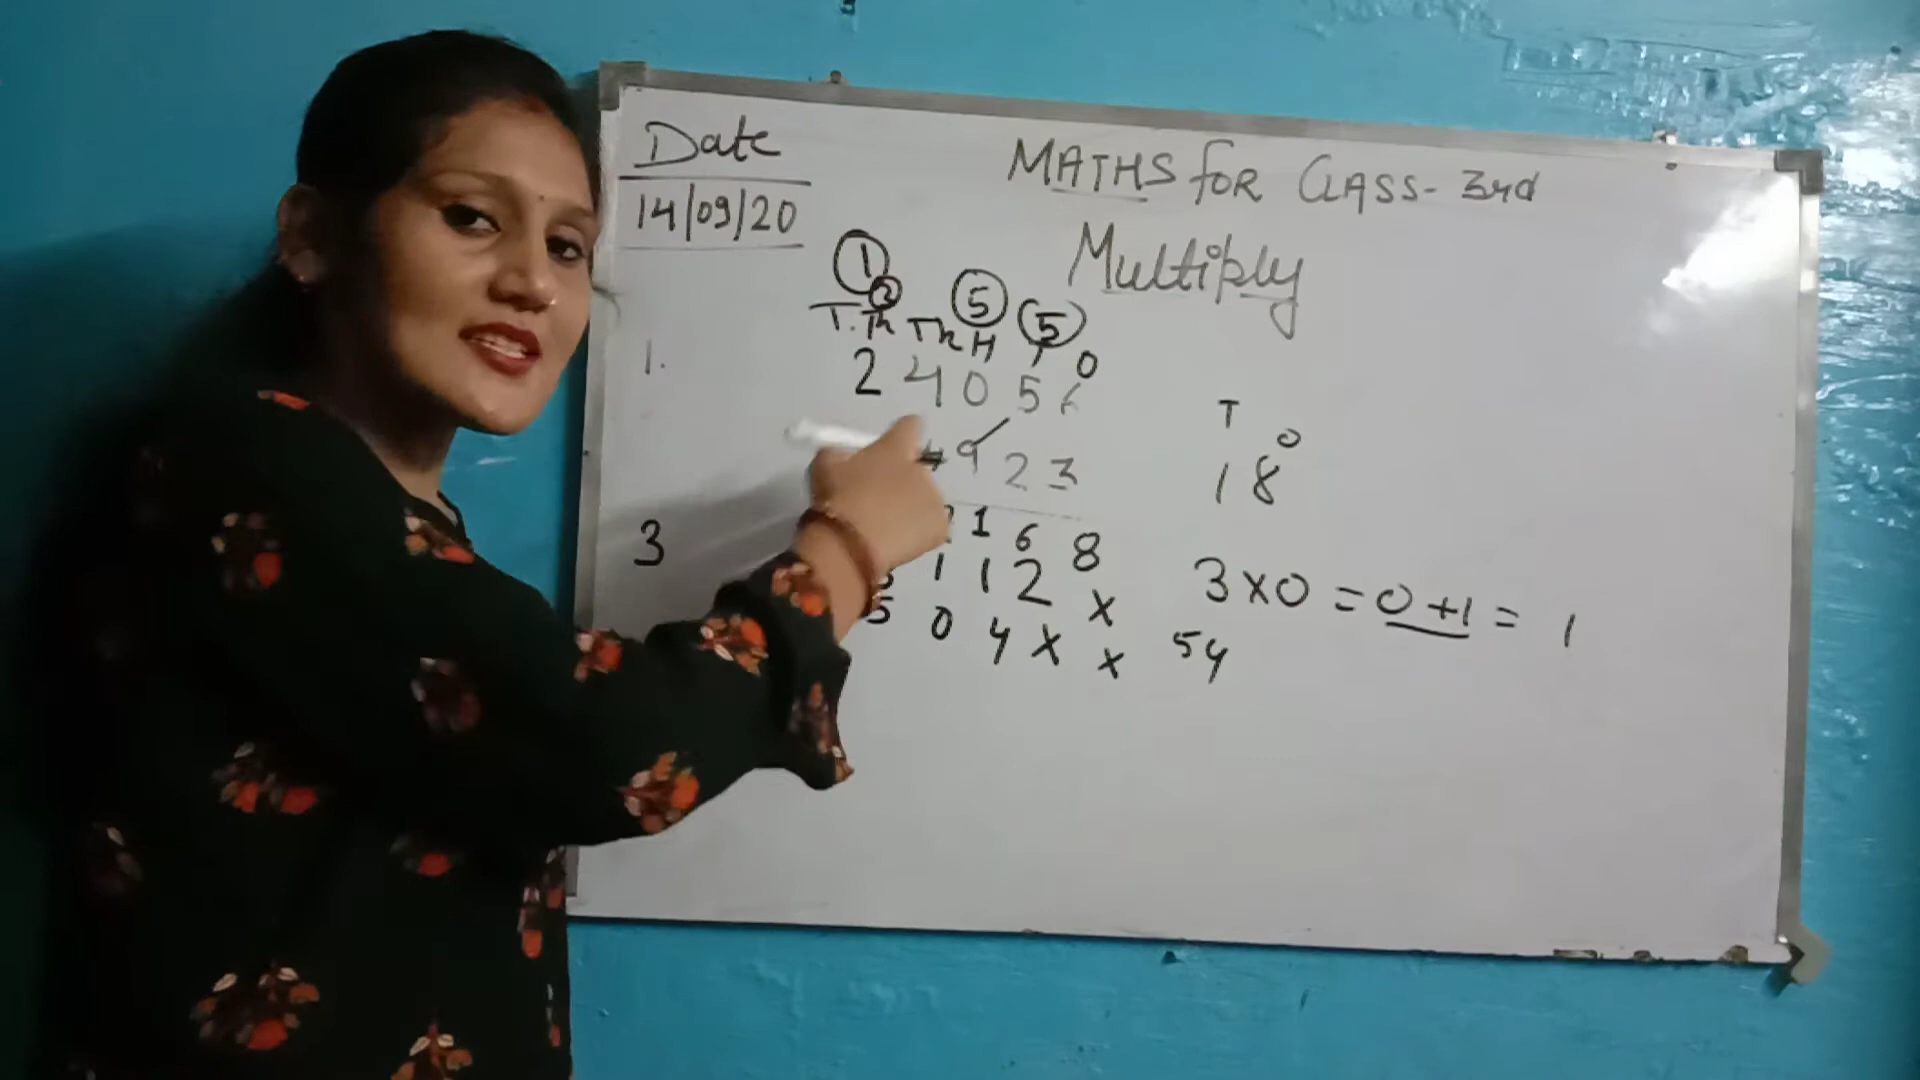 Date
14/09/20
MATHS FOR CLASS- 3rd
Multiply
1 2 5 5
T.Th Th H T O
1.
2 4 0 5 6
9 2 3
T O
1 8
3
1 6 8
1 1 2 x
5 0 4 x x
3 x 0 = 0 + 1 = 1
54